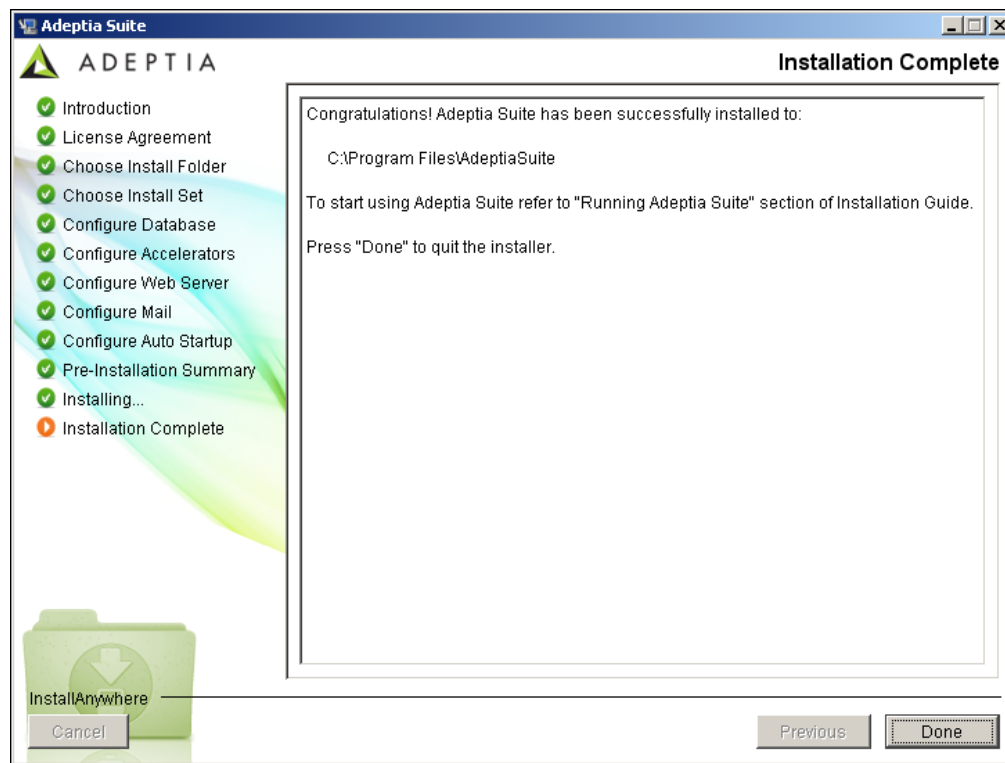 Adeptia Suite
ADEPTIA
Installation Complete
Introduction
License Agreement
Choose Install Folder
Choose Install Set
Configure Database
Configure Accelerators
Configure Web Server
Configure Mail
Configure Auto Startup
Pre-Installation Summary
Installing...
Installation Complete
Congratulations! Adeptia Suite has been successfully installed to:
C:\Program Files\AdeptiaSuite
To start using Adeptia Suite refer to "Running Adeptia Suite" section of Installation Guide.
Press "Done" to quit the installer.
InstallAnywhere
Cancel
Previous
Done